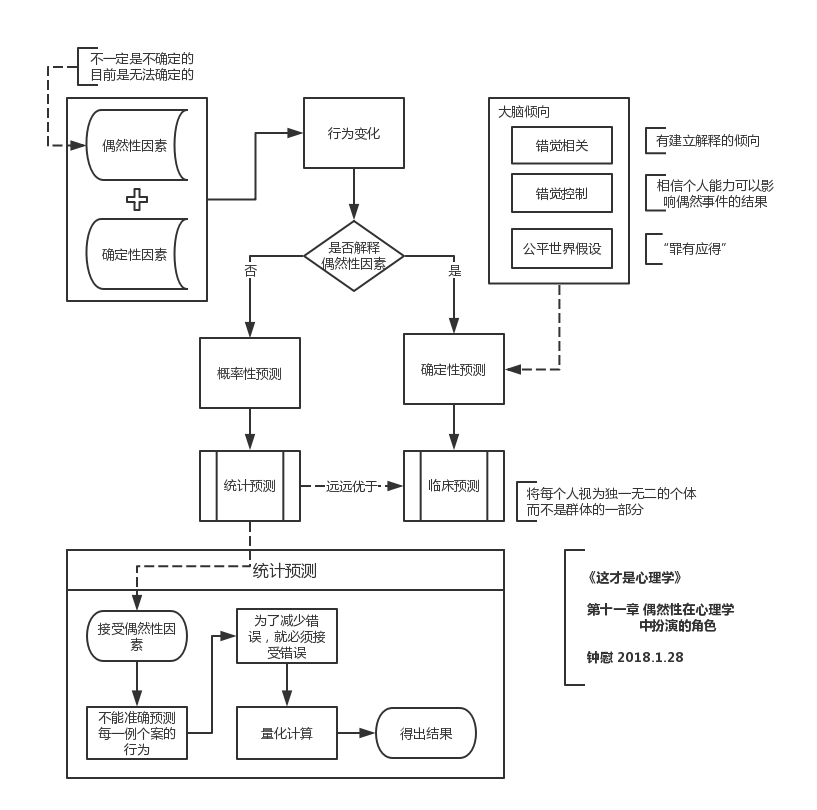 不一定是不确定的
目前是无法确定的
偶然性因素
确定性因素
行为变化
是否解释
偶然性因素
否
是
大脑倾向
错觉相关
错觉控制
公平世界假设
有建立解释的倾向
相信个人能力可以影
响偶然事件的结果
“罪有应得”
概率性预测
确定性预测
统计预测
远远优于
临床预测
将每个人视为独一无二的个体
而不是群体的一部分
统计预测
接受偶然性因
素
不能准确预测
每一例个案的
行为
为了减少错
误，就必须接
受错误
量化计算
得出结果
《这才是心理学》
第十一章 偶然性在心理学
中扮演的角色
钟慰 2018.1.28